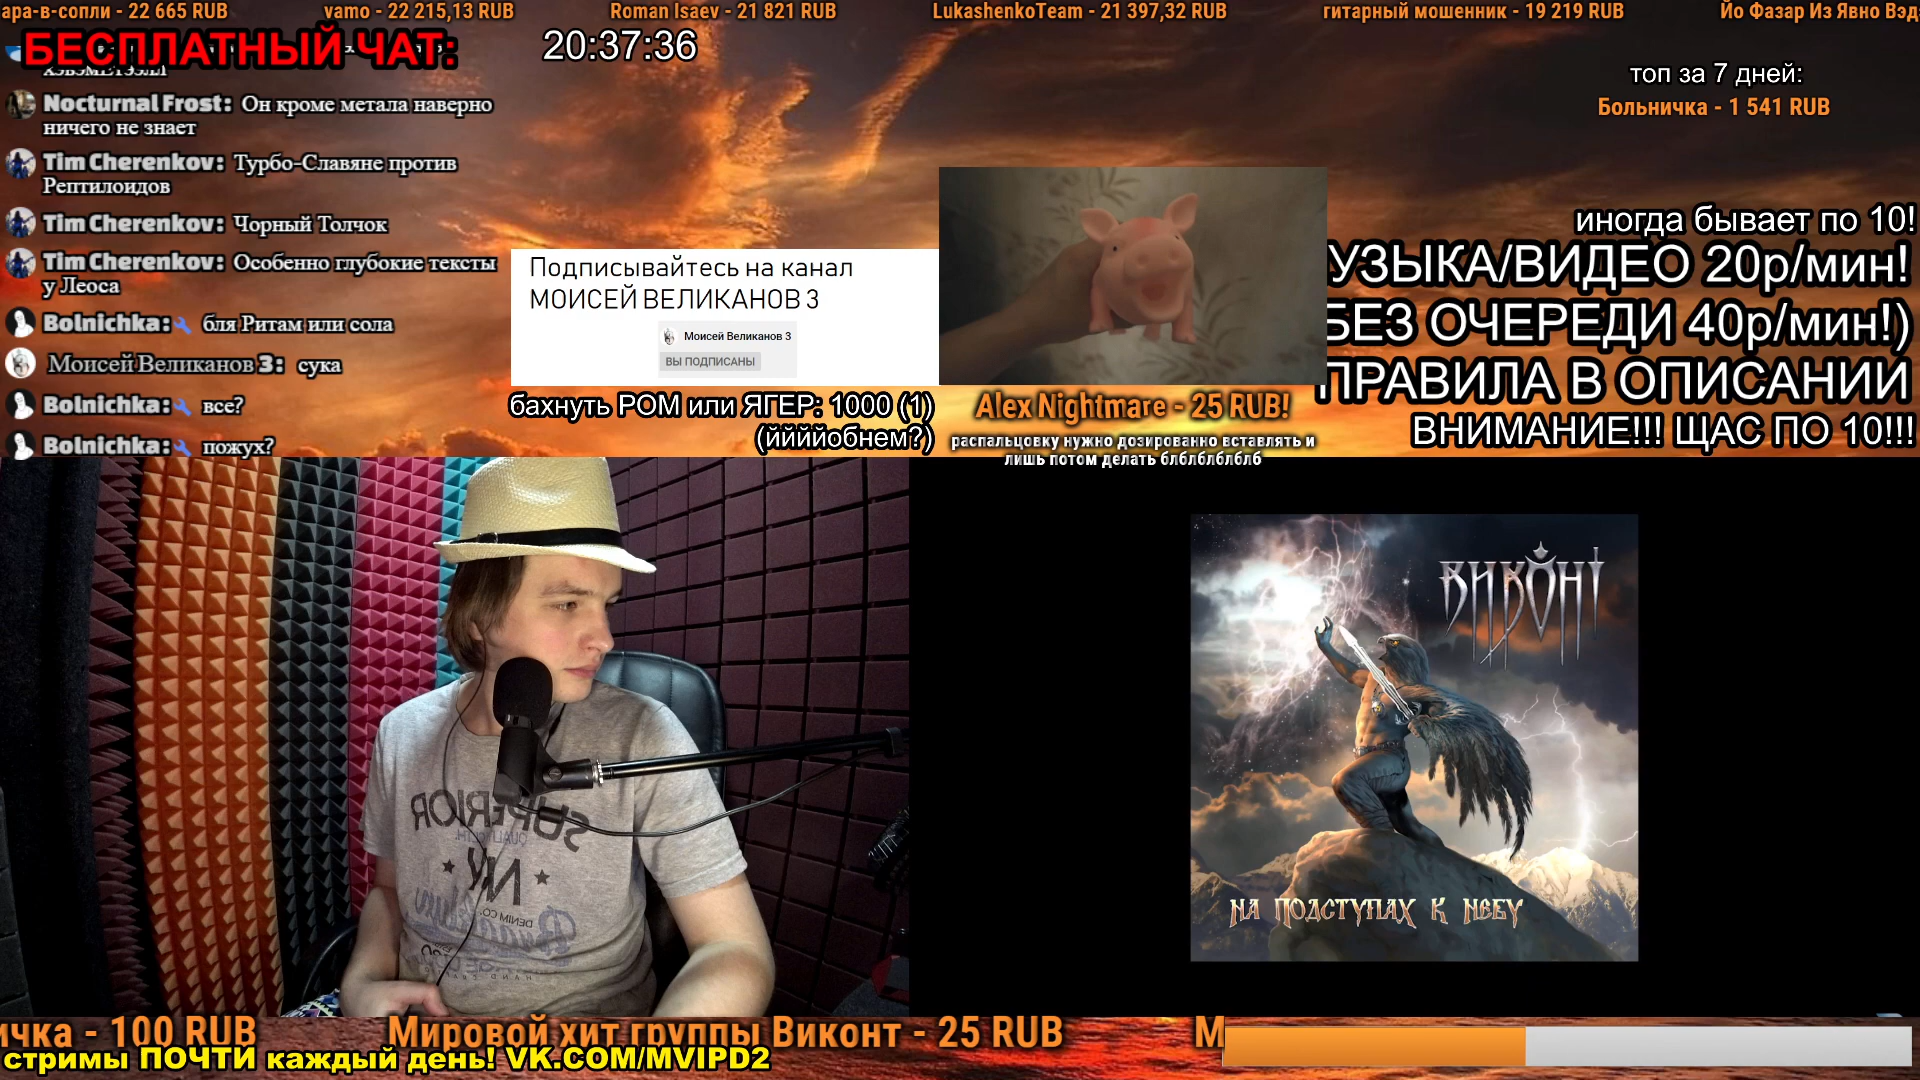 ара-в-сопли - 22 665 RUB
vamo - 22 215,13 RUB
Roman Isaev - 21 821 RUB
LukashenkoTeam - 21 397,32 RUB
гитарный мошенник - 19 219 RUB
Йо Фазар Из Явно Вэд
БЕСПЛАТНЫЙ ЧАТ:
20:37:36
Nocturnal Frost: Он кроме метала наверно
ничего не знает
Tim Cherenkov: Турбо-Славяне против
Рептилоидов
Tim Cherenkov: Чорный Толчок
Tim Cherenkov: Особенно глубокие тексты
у Леоса
Bolnichka: бля Ритам или сола
Моисей Великанов 3: сука
Bolnichka: все?
Bolnichka: пожух?
Подписывайтесь на канал
МОИСЕЙ ВЕЛИКАНОВ 3
Моисей Великанов 3
ВЫ ПОДПИСАНЫ
бахнуть РОМ или ЯГЕР: 1000 (1)
(йййййобнем?)
Alex Nightmare - 25 RUB!
распальцовку нужно дозированно вставлять и
лишь потом делать блблблблблб
топ за 7 дней:
Больничка - 1 541 RUB
иногда бывает по 10!
УЗЫКА/ВИДЕО 20р/мин!
БЕЗ ОЧЕРЕДИ 40р/мин!)
ПРАВИЛА В ОПИСАНИИ
ВНИМАНИЕ!!! ЩАС ПО 10!!!
SUPERIOR
NY
DENIM CO.
ВИКОНТ
НА ПОДСТУПАХ К НЕБУ
ичка - 100 RUB
Мировой хит группы Виконт - 25 RUB
М
стримы ПОЧТИ каждый день! VK.COM/MVIPD2